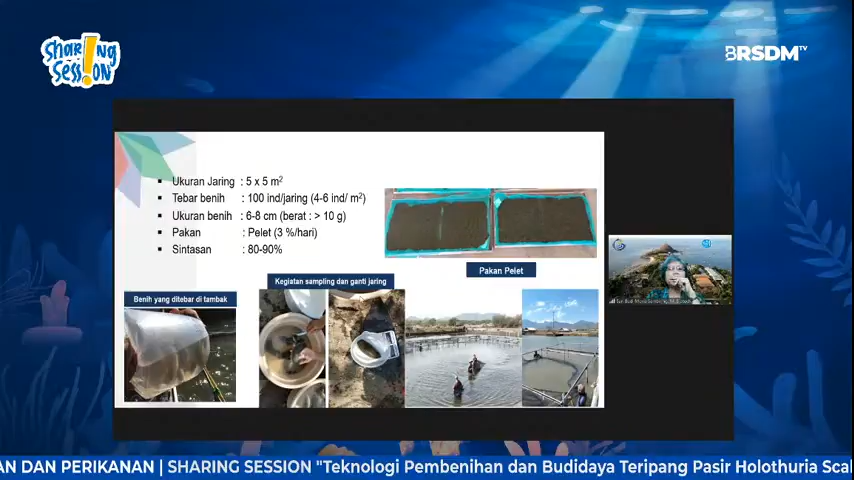 Sharing
Session
BRSDM TV
Ukuran Jaring : 5 x 5 m²
Tebar benih : 100 ind/jaring (4-6 ind/ m²)
Ukuran benih : 6-8 cm (berat : > 10 g)
Pakan : Pelet (3 %/hari)
Sintasan : 80-90%
Pakan Pelet
Kegiatan sampling dan ganti jaring
Benih yang ditebar di tambak
AN DAN PERIKANAN | SHARING SESSION "Teknologi Pembenihan dan Budidaya Teripang Pasir Holothuria Scal